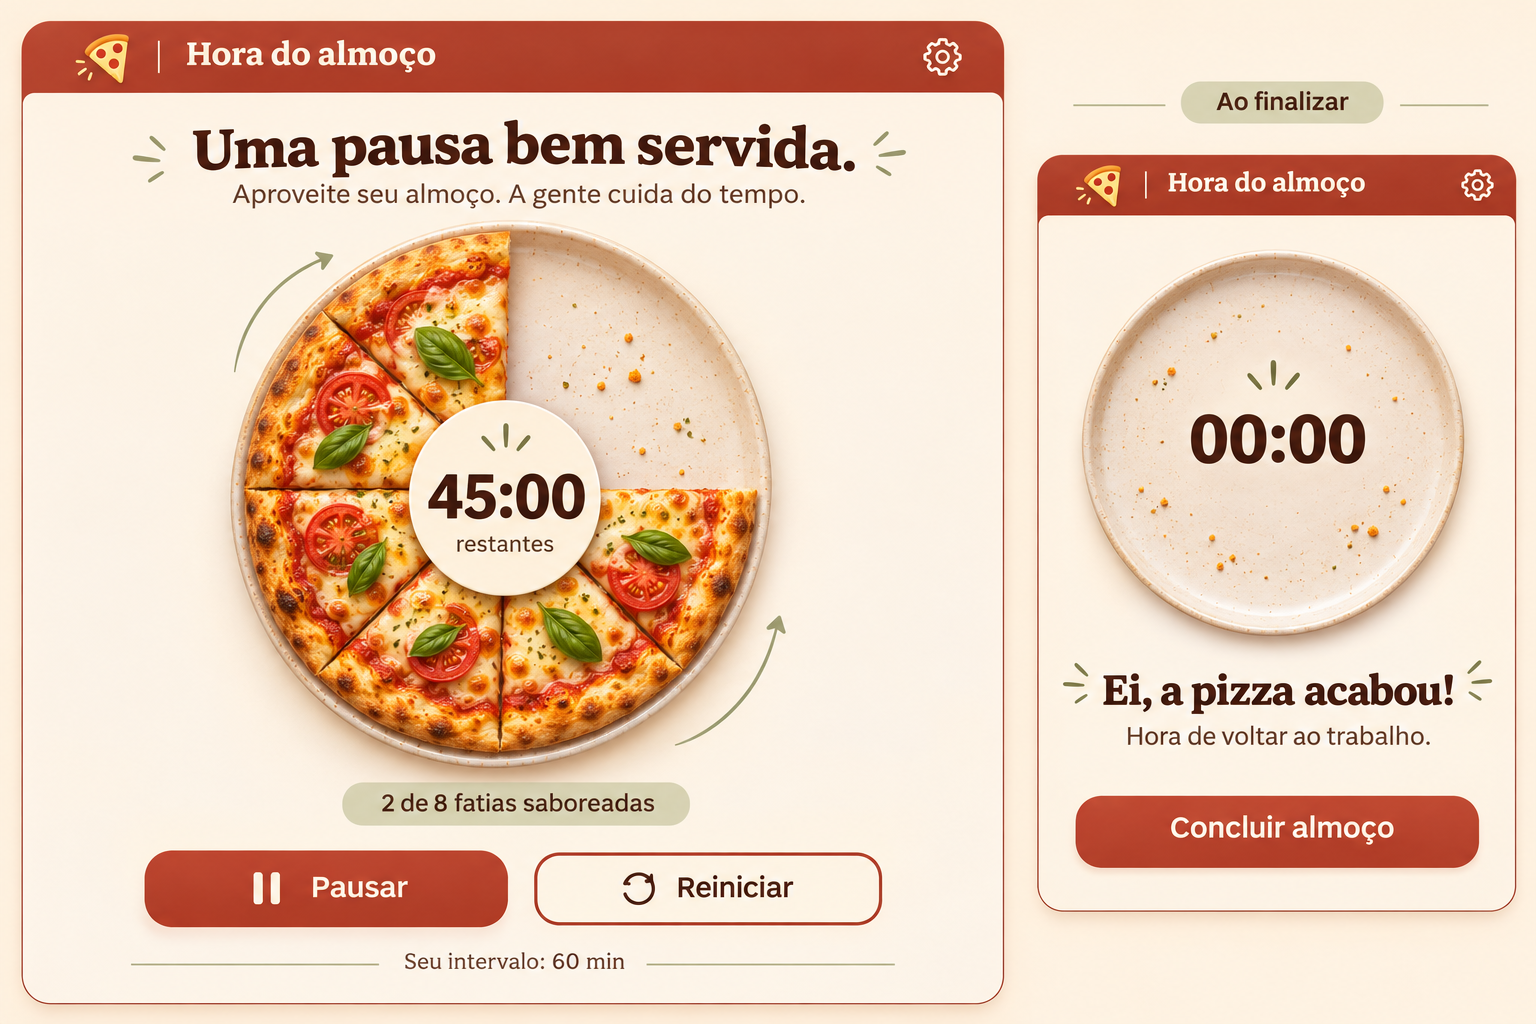 Hora do almoço
Uma pausa bem servida.
Aproveite seu almoço. A gente cuida do tempo.
45:00
restantes
2 de 8 fatias saboreadas
Pausar
Reiniciar
Seu intervalo: 60 min
Ao finalizar
Hora do almoço
00:00
Ei, a pizza acabou!
Hora de voltar ao trabalho.
Concluir almoço